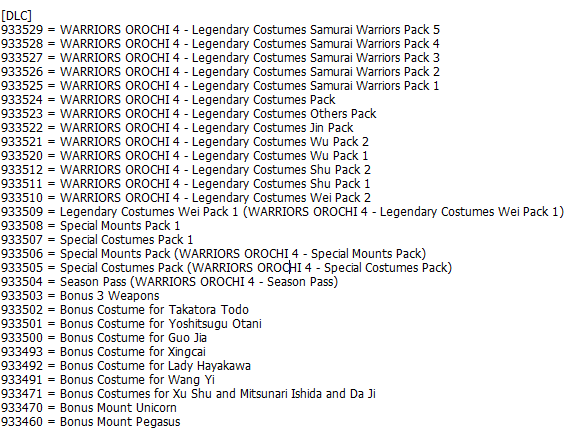 [DLC]
933529 = WARRIORS OROCHI 4 - Legendary Costumes Samurai Warriors Pack 5
933528 = WARRIORS OROCHI 4 - Legendary Costumes Samurai Warriors Pack 4
933527 = WARRIORS OROCHI 4 - Legendary Costumes Samurai Warriors Pack 3
933526 = WARRIORS OROCHI 4 - Legendary Costumes Samurai Warriors Pack 2
933525 = WARRIORS OROCHI 4 - Legendary Costumes Samurai Warriors Pack 1
933524 = WARRIORS OROCHI 4 - Legendary Costumes Pack
933523 = WARRIORS OROCHI 4 - Legendary Costumes Others Pack
933522 = WARRIORS OROCHI 4 - Legendary Costumes Jin Pack
933521 = WARRIORS OROCHI 4 - Legendary Costumes Wu Pack 2
933520 = WARRIORS OROCHI 4 - Legendary Costumes Wu Pack 1
933512 = WARRIORS OROCHI 4 - Legendary Costumes Shu Pack 2
933511 = WARRIORS OROCHI 4 - Legendary Costumes Shu Pack 1
933510 = WARRIORS OROCHI 4 - Legendary Costumes Wei Pack 2
933509 = Legendary Costumes Wei Pack 1 (WARRIORS OROCHI 4 - Legendary Costumes Wei Pack 1)
933508 = Special Mounts Pack 1
933507 = Special Costumes Pack 1
933506 = Special Mounts Pack (WARRIORS OROCHI 4 - Special Mounts Pack)
933505 = Special Costumes Pack (WARRIORS OROCHI 4 - Special Costumes Pack)
933504 = Season Pass (WARRIORS OROCHI 4 - Season Pass)
933503 = Bonus 3 Weapons
933502 = Bonus Costume for Takatora Todo
933501 = Bonus Costume for Yoshitsugu Otani
933500 = Bonus Costume for Guo Jia
933493 = Bonus Costume for Xingcai
933492 = Bonus Costume for Lady Hayakawa
933491 = Bonus Costume for Wang Yi
933471 = Bonus Costumes for Xu Shu and Mitsunari Ishida and Da Ji
933470 = Bonus Mount Unicorn
933460 = Bonus Mount Pegasus